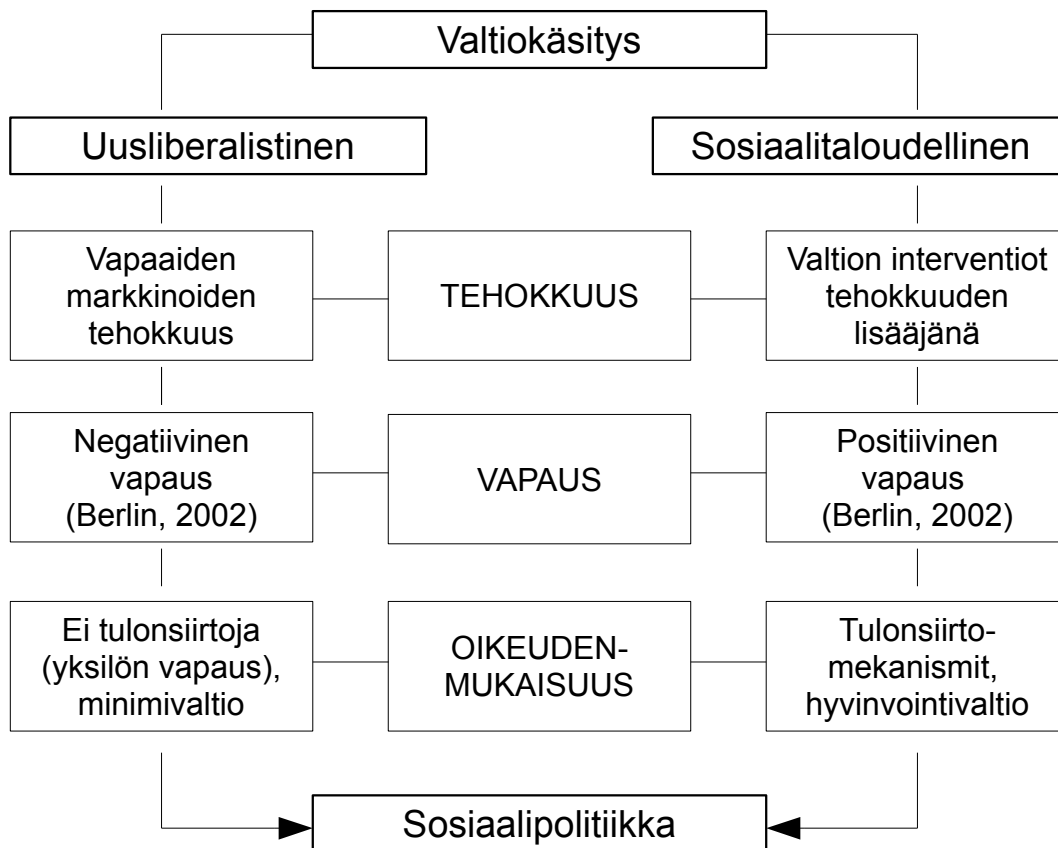 Valtiokäsitys
Uusliberalistinen
Sosiaalitaloudellinen
Vapaaiden
markkinoiden
tehokkuus
TEHOKKUUS
Valtion interventiot
tehokkuuden
lisääjänä
Negatiivinen
vapaus
(Berlin, 2002)
VAPAUS
Positiivinen
vapaus
(Berlin, 2002)
Ei tulonsiirtoja
(yksilön vapaus),
minimivaltio
OIKEUDEN-
MUKAISUUS
Tulonsiirto-
mekanismit,
hyvinvointivaltio
Sosiaalipolitiikka